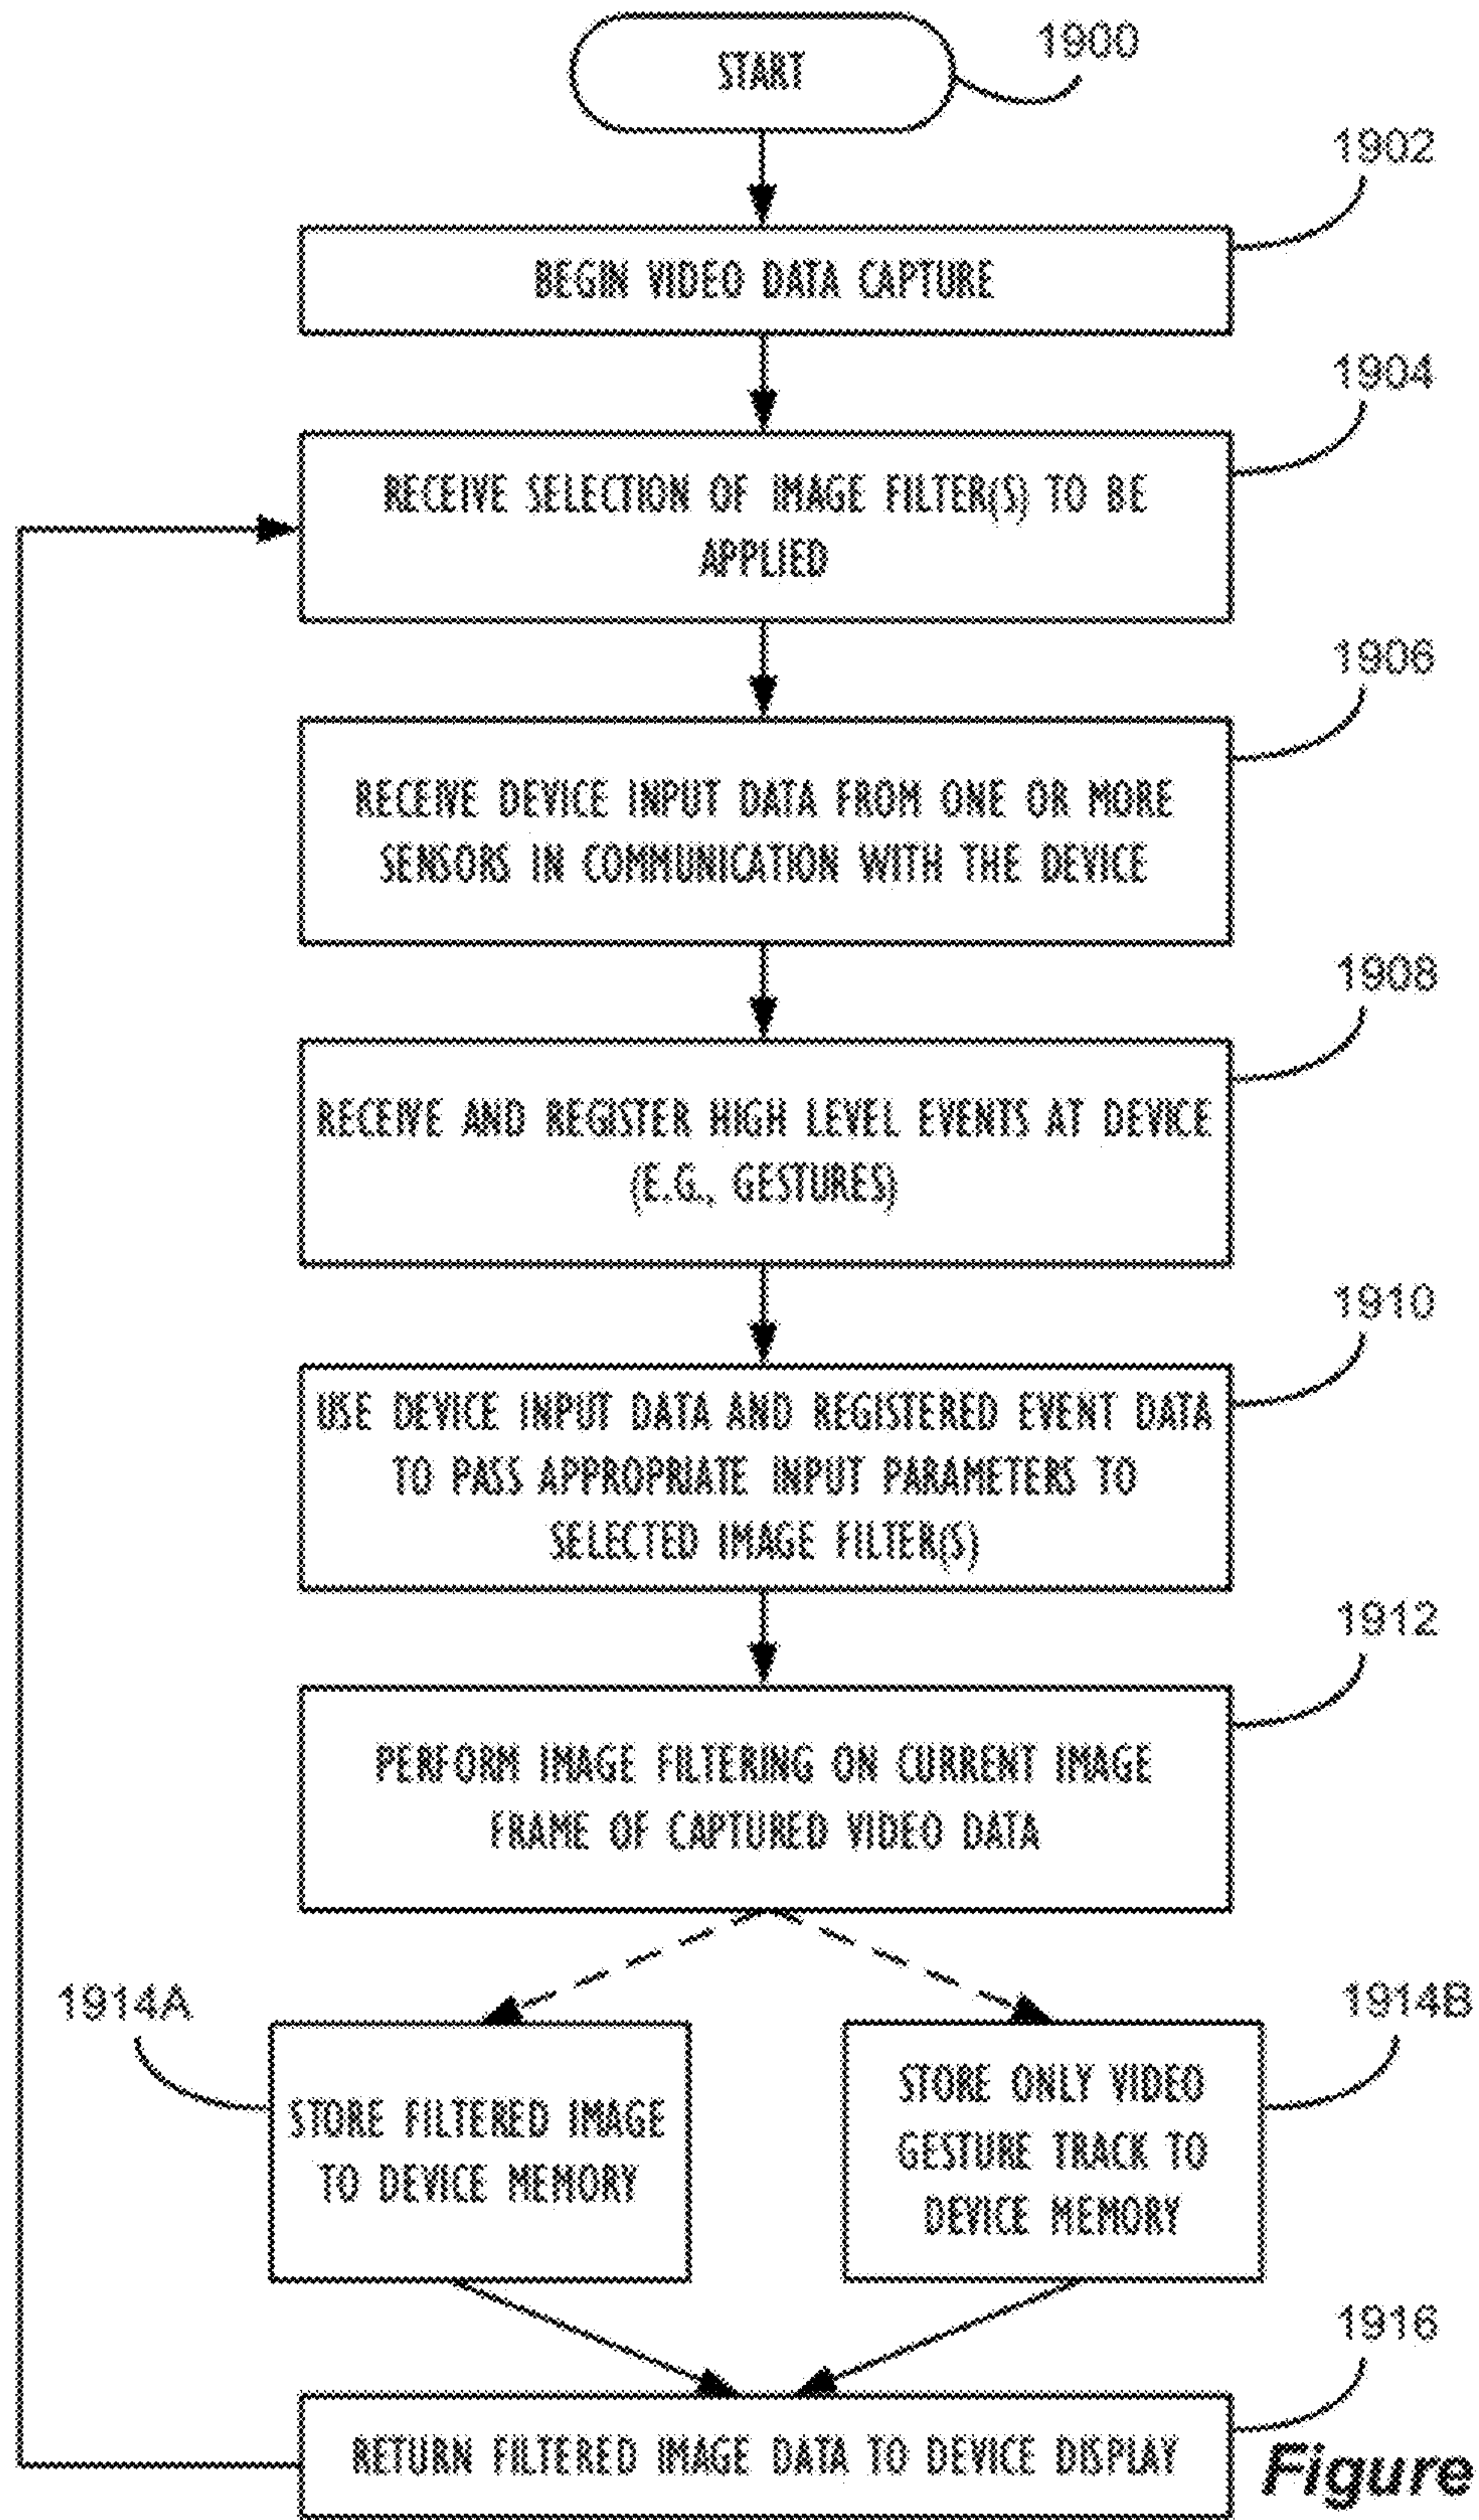 START
1900
1902
BEGIN VIDEO DATA CAPTURE
1904
RECEIVE SELECTION OF IMAGE FILTER(S) TO BE
APPLIED
1906
RECEIVE DEVICE INPUT DATA FROM ONE OR MORE
SENSORS IN COMMUNICATION WITH THE DEVICE
1908
RECEIVE AND REGISTER HIGH LEVEL EVENTS AT DEVICE
(E.G., GESTURES)
1910
USE DEVICE INPUT DATA AND REGISTERED EVENT DATA
TO PASS APPROPRIATE INPUT PARAMETERS TO
SELECTED IMAGE FILTER(S)
1912
PERFORM IMAGE FILTERING ON CURRENT IMAGE
FRAME OF CAPTURED VIDEO DATA
1914A
STORE FILTERED IMAGE
TO DEVICE MEMORY
1914B
STORE ONLY VIDEO
GESTURE TRACK TO
DEVICE MEMORY
1916
RETURN FILTERED IMAGE DATA TO DEVICE DISPLAY
Figure